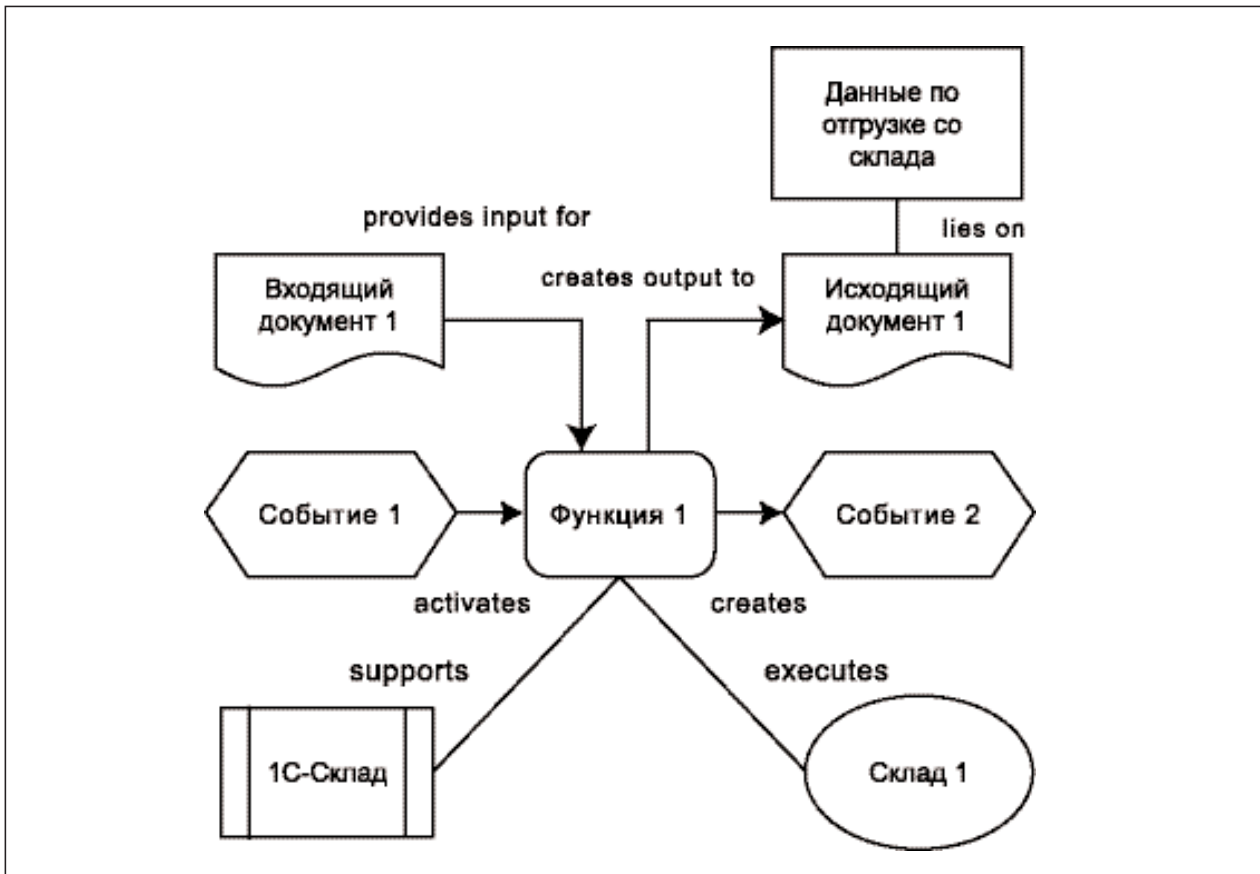 Данные по
отгрузке со
склада
provides input for
lies on
creates output to
Входящий
документ 1
Исходящий
документ 1
Событие 1
Функция 1
Событие 2
activates
creates
supports
executes
1С-Склад
Склад 1